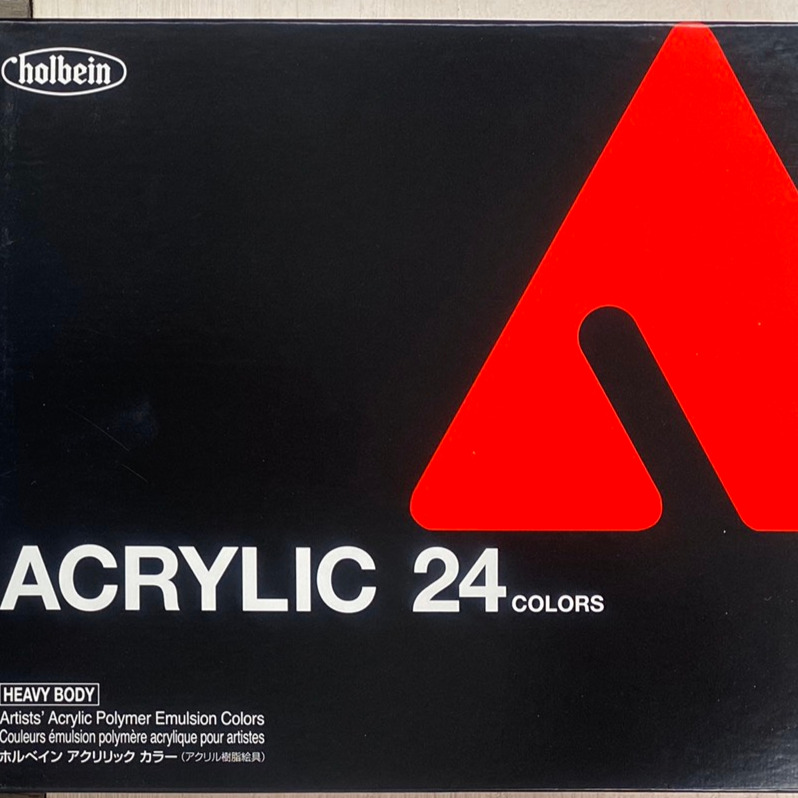 holbein
ACRYLIC 24 COLORS
HEAVY BODY
Artists' Acrylic Polymer Emulsion Colors
Couleurs émulsion polymère acrylique pour artistes
ホルベイン アクリリック カラー（アクリル樹脂絵具）